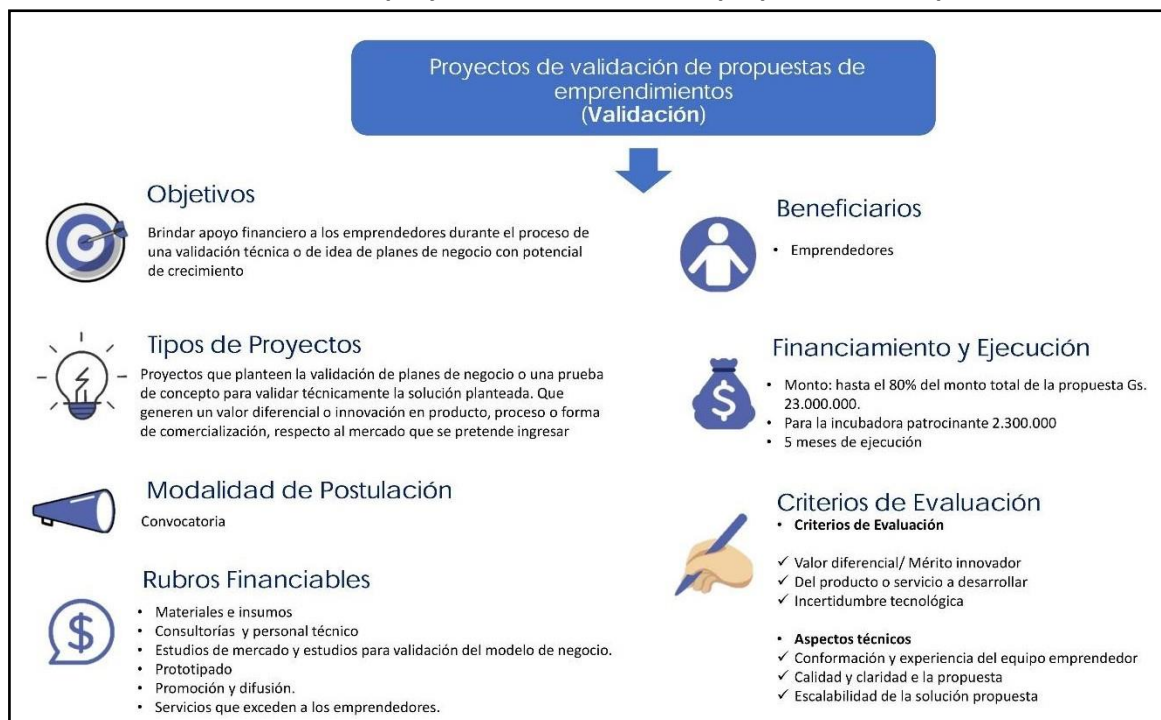 Proyectos de validación de propuestas de
emprendimientos
(Validación)
Objetivos
Brindar apoyo financiero a los emprendedores durante el proceso de
una validación técnica o de idea de planes de negocio con potencial
de crecimiento
Tipos de Proyectos
Proyectos que planteen la validación de planes de negocio o una prueba
de concepto para validar técnicamente la solución planteada. Que
generen un valor diferencial o innovación en producto, proceso o forma
de comercialización, respecto al mercado que se pretende ingresar
Modalidad de Postulación
Convocatoria
Rubros Financiables
• Materiales e insumos
• Consultorías y personal técnico
• Estudios de mercado y estudios para validación del modelo de negocio.
• Prototipado
• Promoción y difusión.
• Servicios que exceden a los emprendedores.
Beneficiarios
• Emprendedores
Financiamiento y Ejecución
• Monto: hasta el 80% del monto total de la propuesta Gs.
23.000.000.
• Para la incubadora patrocinante 2.300.000
• 5 meses de ejecución
Criterios de Evaluación
• Criterios de Evaluación
✓ Valor diferencial/ Mérito innovador
✓ Del producto o servicio a desarrollar
✓ Incertidumbre tecnológica
• Aspectos técnicos
✓ Conformación y experiencia del equipo emprendedor
✓ Calidad y claridad e la propuesta
✓ Escalabilidad de la solución propuesta